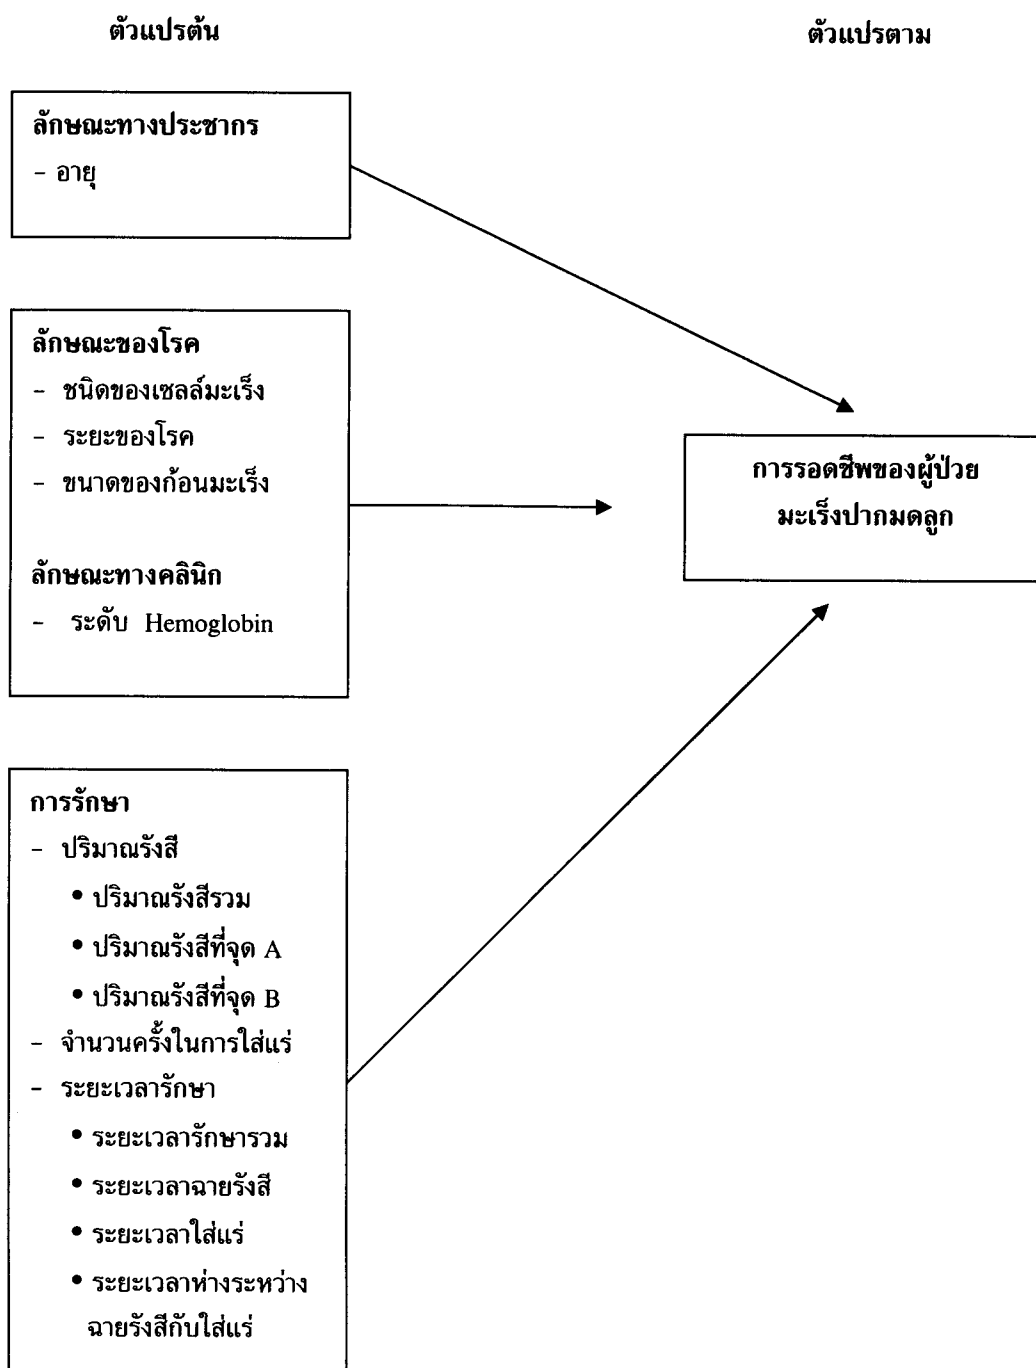 ตัวแปรต้น
ตัวแปรตาม
ลักษณะทางประชากร
- อายุ
ลักษณะของโรค
- ชนิดของเซลล์มะเร็ง
- ระยะของโรค
- ขนาดของก้อนมะเร็ง
ลักษณะทางคลินิก
- ระดับ Hemoglobin
การรอดชีพของผู้ป่วย
มะเร็งปากมดลูก
การรักษา
- ปริมาณรังสี
• ปริมาณรังสีรวม
• ปริมาณรังสีที่จุด A
• ปริมาณรังสีที่จุด B
- จำนวนครั้งในการใส่แร่
- ระยะเวลารักษา
• ระยะเวลารักษารวม
• ระยะเวลาฉายรังสี
• ระยะเวลาใส่แร่
• ระยะเวลาห่างระหว่าง
ฉายรังสีกับใส่แร่